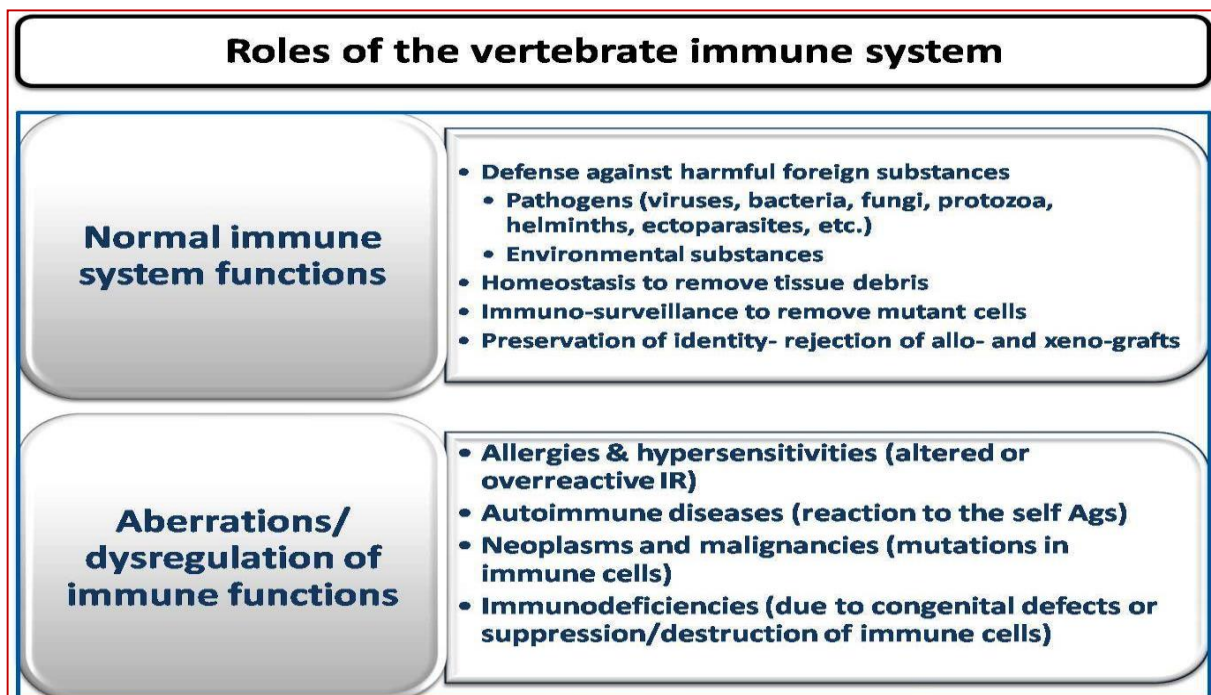 Roles of the vertebrate immune system
Normal immune
system functions
• Defense against harmful foreign substances
• Pathogens (viruses, bacteria, fungi, protozoa,
helminths, ectoparasites, etc.)
• Environmental substances
• Homeostasis to remove tissue debris
• Immuno-surveillance to remove mutant cells
• Preservation of identity- rejection of allo- and xeno-grafts
Aberrations/
dysregulation of
immune functions
• Allergies & hypersensitivities (altered or
overreactive IR)
• Autoimmune diseases (reaction to the self Ags)
• Neoplasms and malignancies (mutations in
immune cells)
• Immunodeficiencies (due to congenital defects or
suppression/destruction of immune cells)